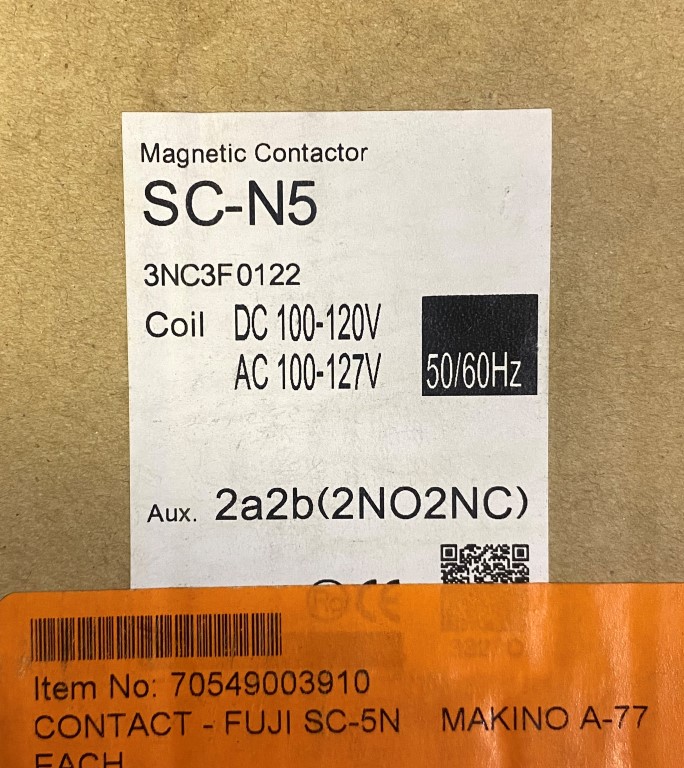 Magnetic Contactor
SC-N5
3NC3F0122
Coil DC 100-120V
AC 100-127V 50/60Hz
Aux. 2a2b(2NO2NC)
CE
Item No: 70549003910
CONTACT - FUJI SC-5N MAKINO A-77
EACH